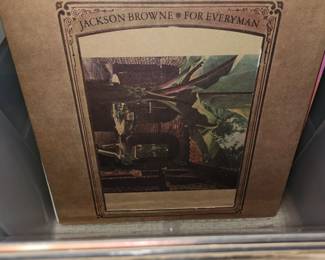 JACKSON BROWNE * FOR EVERYMAN